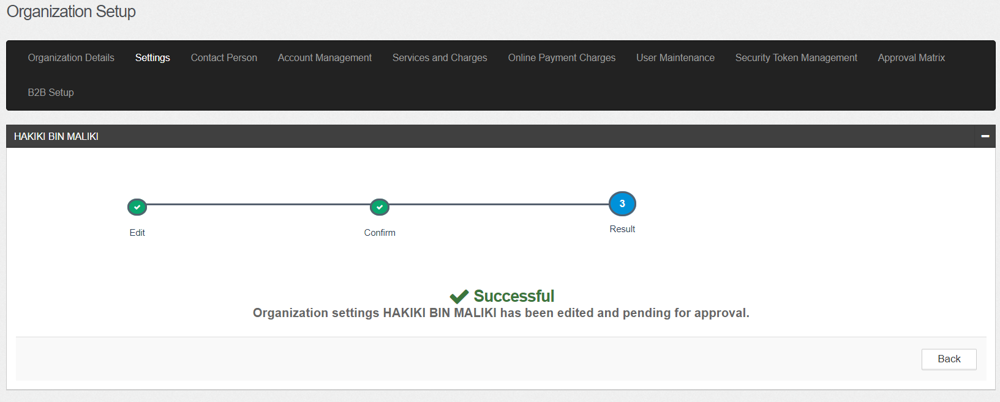 Organization Setup
Organization Details Settings Contact Person Account Management Services and Charges Online Payment Charges User Maintenance Security Token Management Approval Matrix
B2B Setup
HAKIKI BIN MALIKI
3
Edit Confirm Result
Successful
Organization settings HAKIKI BIN MALIKI has been edited and pending for approval.
Back